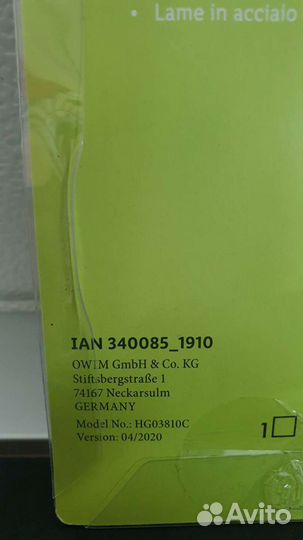 • Lame in acciaio
IAN 340085_1910
OWIM GmbH & Co. KG
Stiftsbergstraße 1
74167 Neckarsulm
GERMANY
Model No.: HG03810C
Version: 04/2020
1
Avito